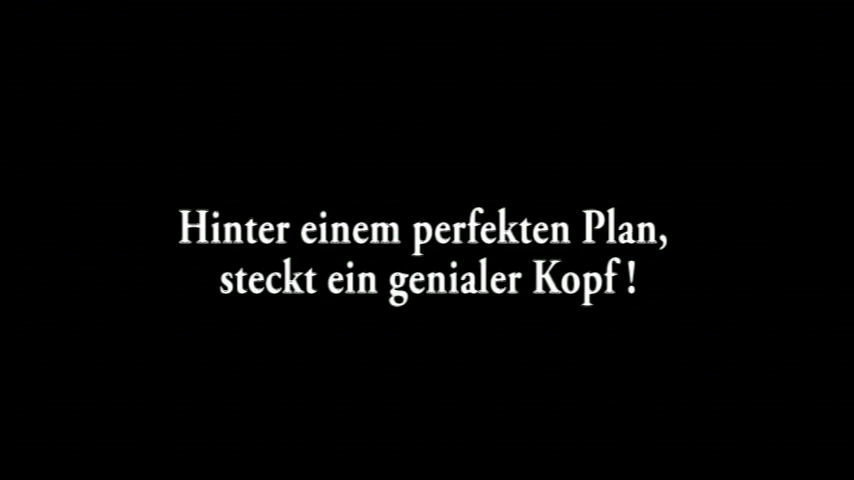 Hinter einem perfekten Plan,
steckt ein genialer Kopf !